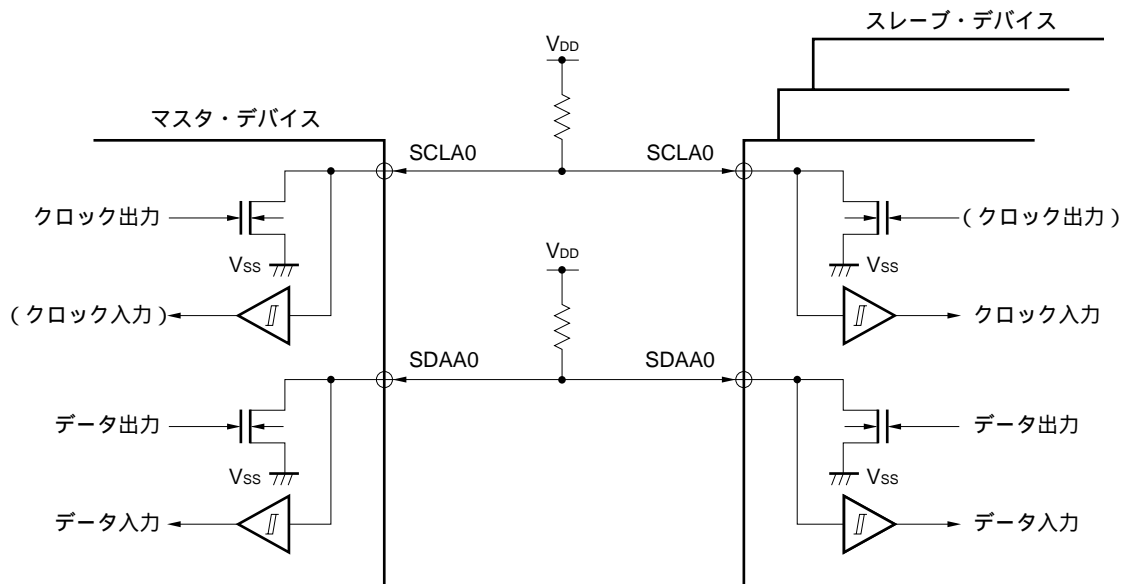 スレーブ・デバイス
VDD
マスタ・デバイス
SCLA0 SCLA0
クロック出力 (クロック出力)
VSS VDD VSS
(クロック入力) クロック入力
SDAA0 SDAA0
データ出力 データ出力
VSS VSS
データ入力 データ入力